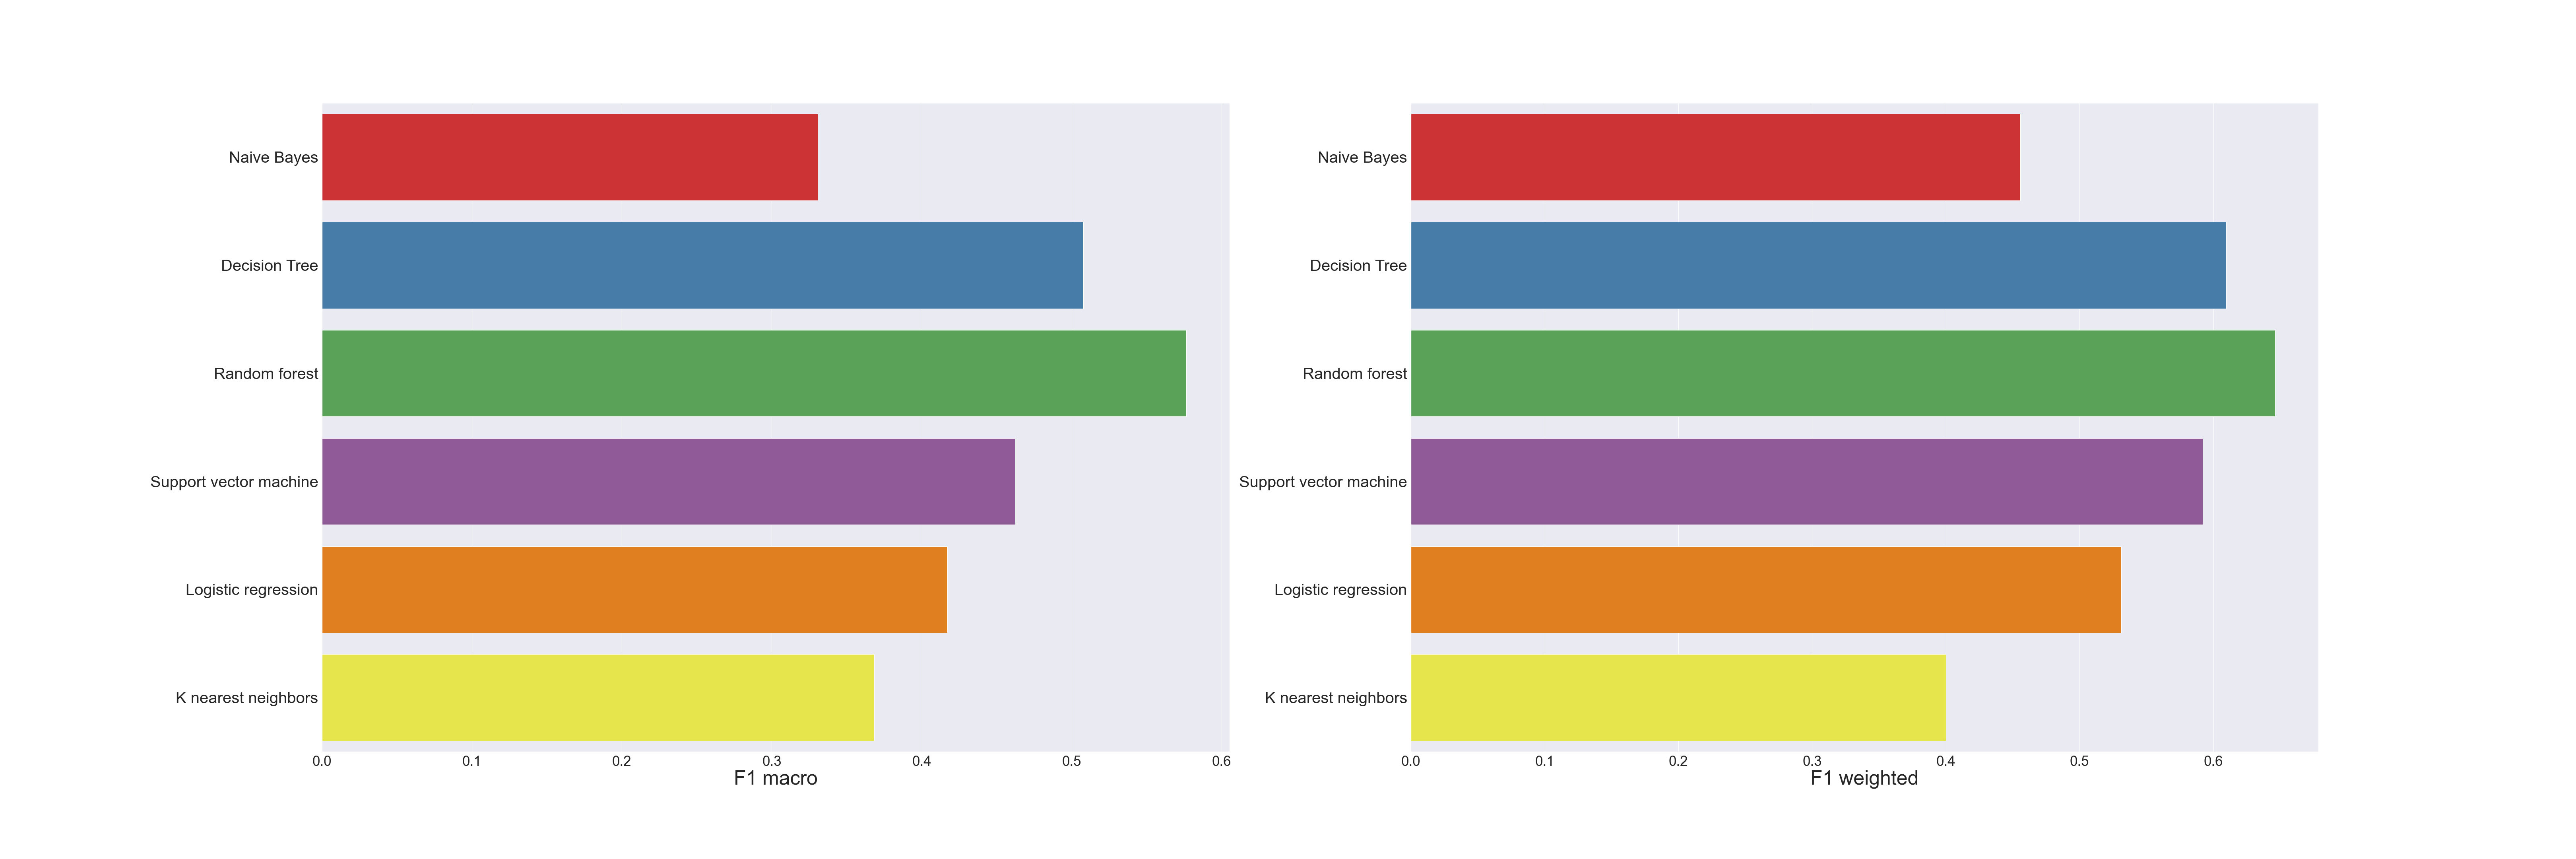 Naive Bayes
Decision Tree
Random forest
Support vector machine
Logistic regression
K nearest neighbors
0.0 0.1 0.2 0.3 0.4 0.5 0.6
F1 macro
Naive Bayes
Decision Tree
Random forest
Support vector machine
Logistic regression
K nearest neighbors
0.0 0.1 0.2 0.3 0.4 0.5 0.6
F1 weighted